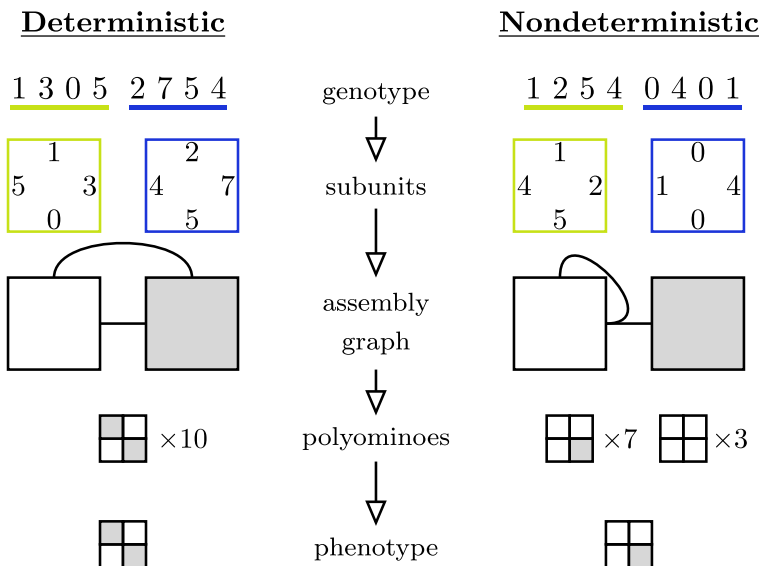 Deterministic
Nondeterministic
1 3 0 5 2 7 5 4
genotype
1 2 5 4 0 4 0 1
1
2
1
0
5 3
4 7
subunits
4 2
1 4
0
5
5
0
assembly
graph
×10
polyominoes
×7
×3
phenotype